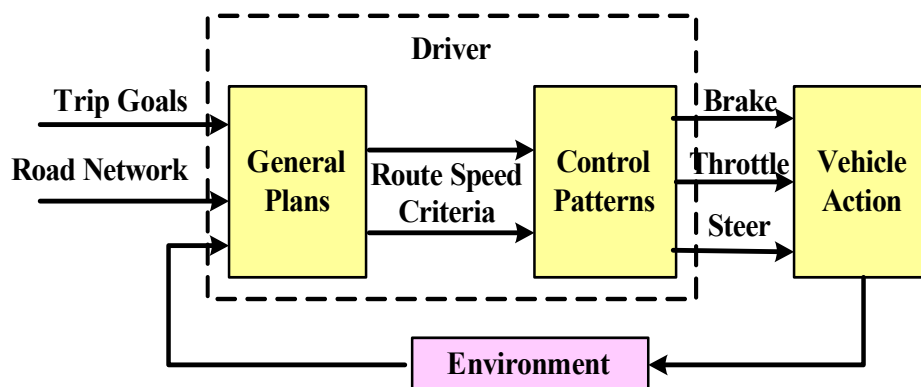 Driver
Trip Goals
Road Network
General
Plans
Route Speed
Criteria
Control
Patterns
Brake
Throttle
Steer
Vehicle
Action
Environment